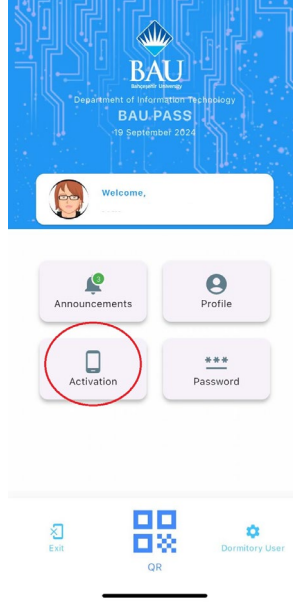 BAU
Bahçeşehir University
Department of Information Technology
BAU PASS
19 September 2024
Welcome,
3
Announcements
Profile
Activation
***
Password
Exit
QR
Dormitory User